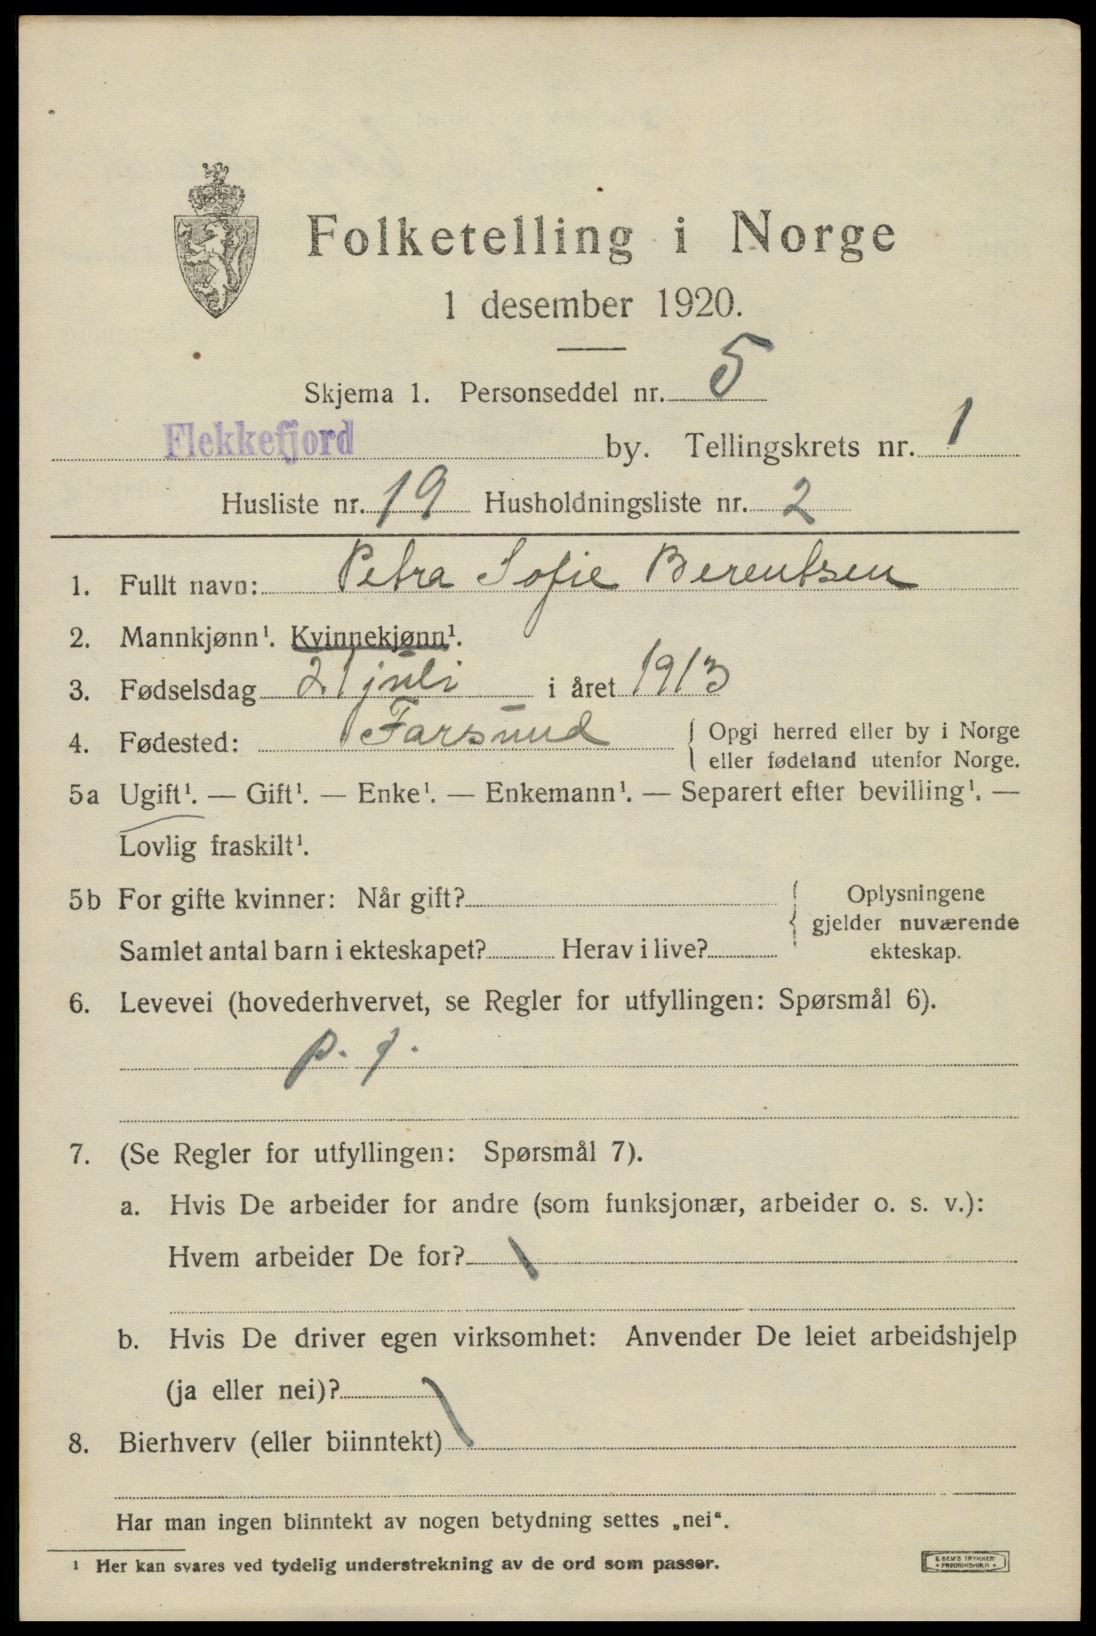 Folketelling i Norge
1 desember 1920.
Skjema 1. Personseddel nr. 5
Flekkefjord by. Tellingskrets nr. 1
Husliste nr. 19 Husholdningsliste nr. 2
1. Fullt navn: Petra Sofie Berentsen
2. Mannkjønn¹. Kvinnekjønn¹.
3. Fødselsdag 21 juli i året 1913
4. Fødested: Farsund { Opgi herred eller by i Norge
eller fødeland utenfor Norge.
5a Ugift¹. — Gift¹. — Enke¹. — Enkemann¹. — Separert efter bevilling¹. —
Lovlig fraskilt¹.
5b For gifte kvinner: Når gift?
Samlet antal barn i ekteskapet? Herav i live?
{ Oplysningene
gjelder nuværende
ekteskap.
6. Levevei (hovederhvervet, se Regler for utfyllingen: Spørsmål 6).
p. f.
7. (Se Regler for utfyllingen: Spørsmål 7).
a. Hvis De arbeider for andre (som funksjonær, arbeider o. s. v.):
Hvem arbeider De for? \
b. Hvis De driver egen virksomhet: Anvender De leiet arbeidshjelp
(ja eller nei)? \
8. Bierhverv (eller biinntekt)
Har man ingen biinntekt av nogen betydning settes „nei“.
¹ Her kan svares ved tydelig understrekning av de ord som passer.